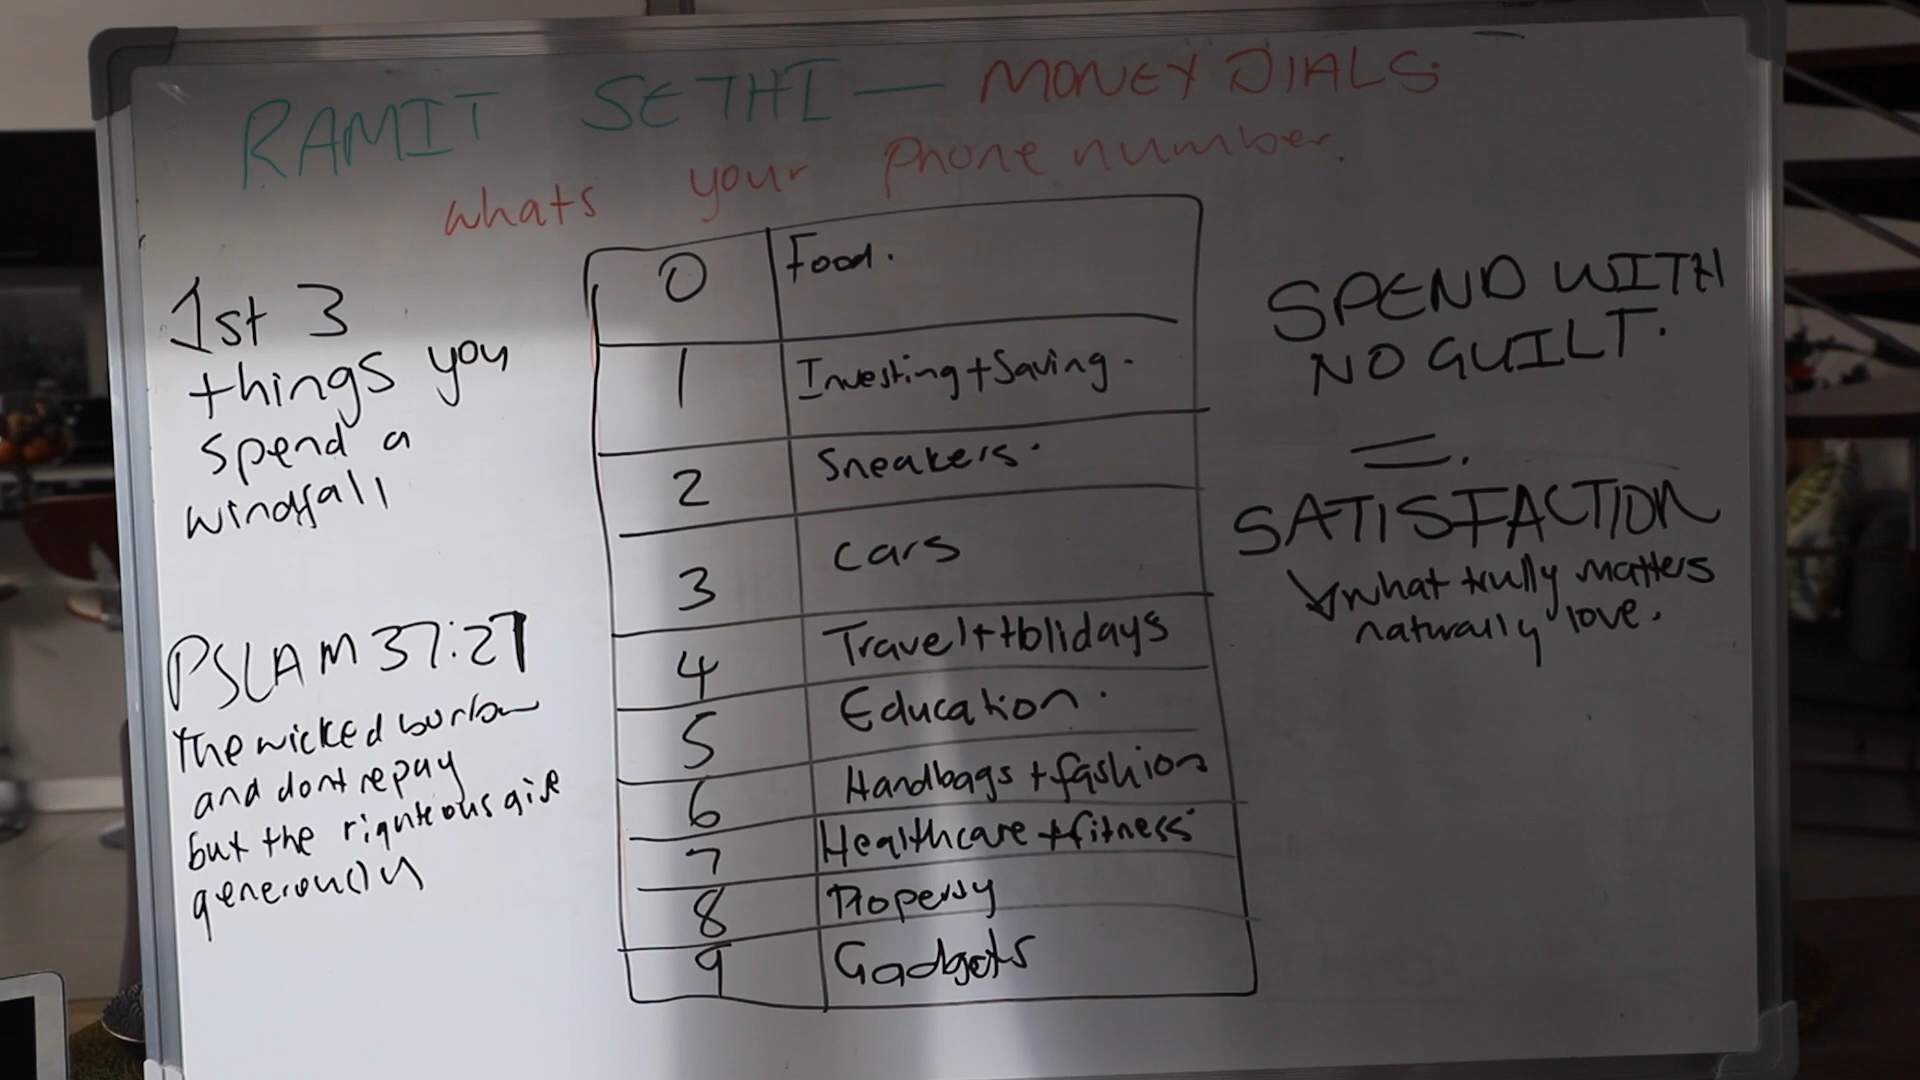 RAMIT SETHI — MONEY DIALS.
whats your phone number.
1st 3
things you
spend a
windfall
PSLAM 37:21
The wicked burlow
and dont repay
but the righteous give
generously
0 Food.
1 Investing + Saving.
2 Sneakers.
3 Cars
4 Travel + Holidays
5 Education.
6 Handbags + fashion
7 Healthcare + fitness
8 Property
9 Gadgets
SPEND WITH
NO GUILT.
=.
SATISFACTION
↳ what trully matters
naturally love.